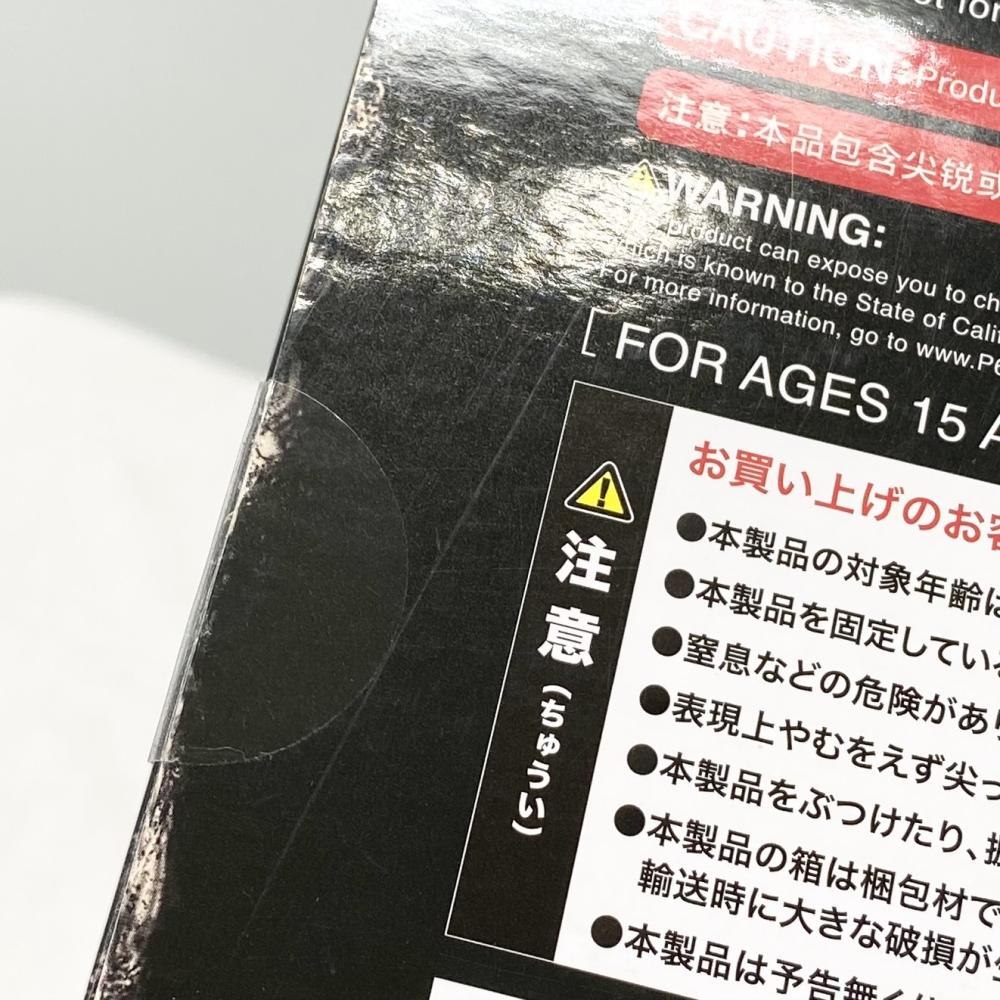 for
CAUTION: Produ
注意：本品包含尖锐或
WARNING:
product can expose you to ch
which is known to the State of Calif
For more information, go to www.P6
[ FOR AGES 15 A
お買い上げのお客
注意（ちゅうい）
●本製品の対象年齢は
●本製品を固定している
●窒息などの危険があり
●表現上やむをえず尖っ
●本製品をぶつけたり、振
●本製品の箱は梱包材で
輸送時に大きな破損が
●本製品は予告無く